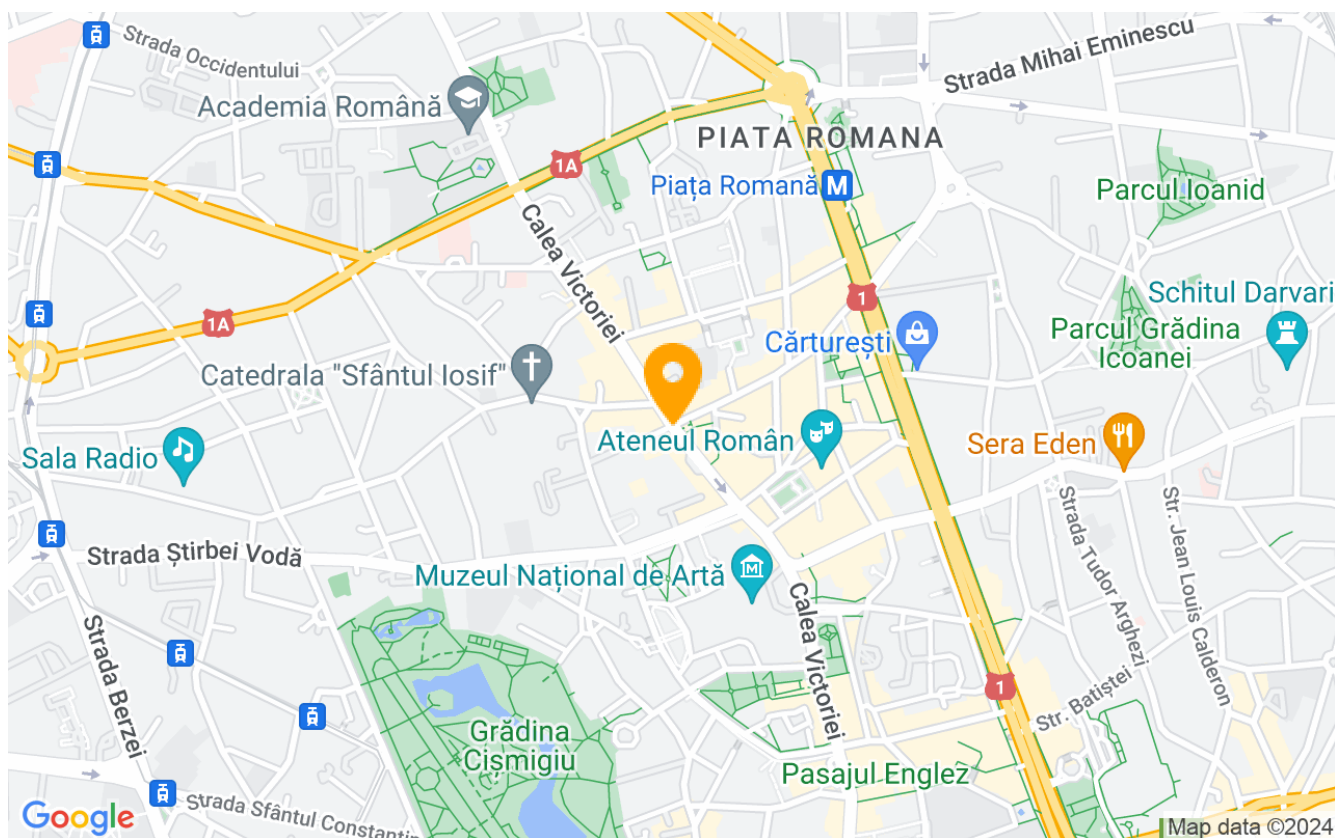 Strada Occidentului
Strada Mihai Eminescu
Academia Română
PIATA ROMANA
1A
Piața Romană
M
Parcul Ioanid
Calea Victoriei
1
Schitul Darvari
1A
Parcul Grădina
Icoanei
Cărturești
Catedrala "Sfântul Iosif"
Ateneul Român
Sera Eden
Sala Radio
Strada Știrbei Vodă
Muzeul Național de Artă
M
Strada Tudor Arghezi
Str. Jean Louis Calderon
Calea Victoriei
Strada Berzei
1
Str. Batiștei
Grădina
Cișmigiu
Pasajul Englez
Strada Sfântul Constantin
Google
Map data ©2024